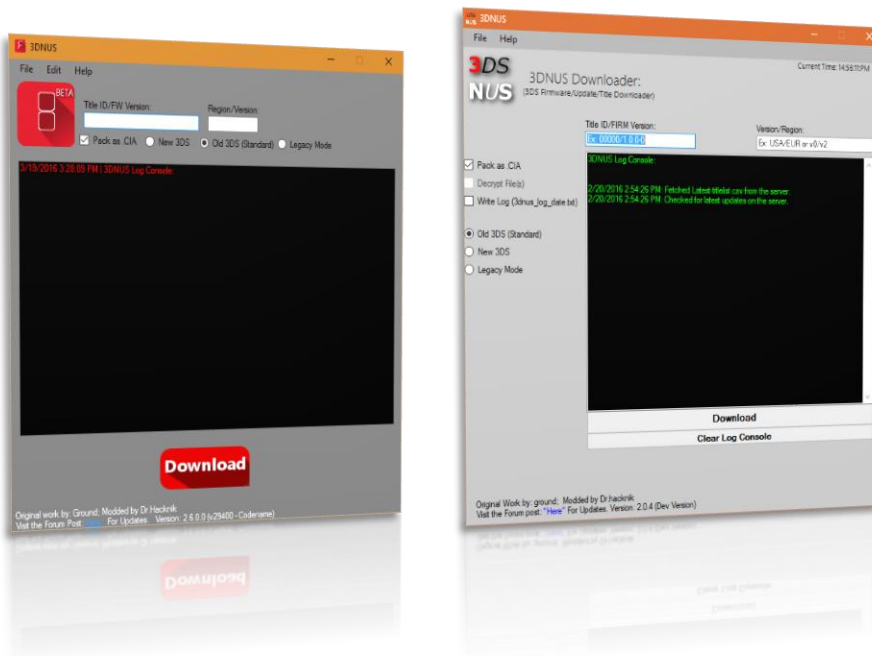 3DNUS
File Edit Help
BETA
Title ID/FW Version:
Region/Version:
Pack as .CIA
New 3DS
Old 3DS (Standard)
Legacy Mode
3/19/2016 3:28:09 PM | 3DNUS Log Console:
Download
Original work by: Ground; Modded by Dr.Hacknik
Visit the Forum Post For Updates. Version: 2.6.0.0 (v29400 - Codename)
3DNUS
File Help
3DS
NUS
3DNUS Downloader:
(3DS Firmware/Update/Title Downloader)
Current Time: 14:56:11:PM
Title ID/FIRM Version:
Version/Region:
Ex: 00000/1.0.0-0
Ex: USA/EUR or v0/v2
Pack as .CIA
Decrypt File(s)
Write Log (3dnus_log_date.txt)
Old 3DS (Standard)
New 3DS
Legacy Mode
3DNUS Log Console:
2/20/2016 2:54:26 PM: Fetched Latest titlelist.csv from the server.
2/20/2016 2:54:26 PM: Checked for latest updates on the server.
Download
Clear Log Console
Original Work by: ground; Modded by Dr.hacknik
Visit the Forum post: "Here" For Updates. Version: 2.0.4 (Dev Version)